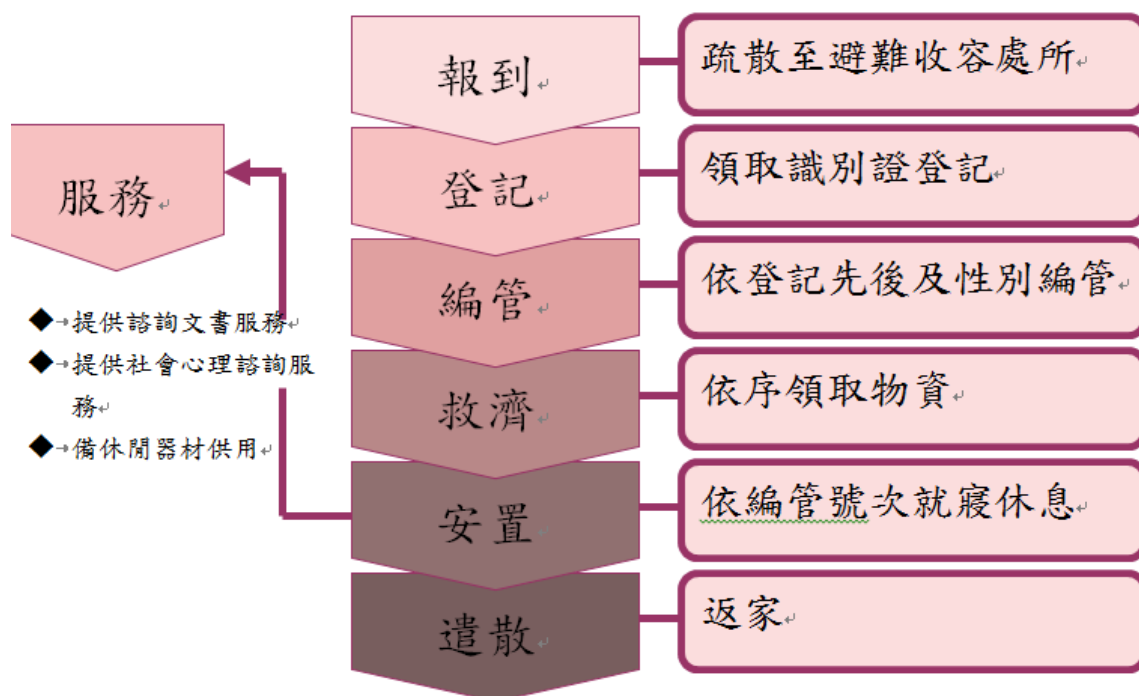 報到
疏散至避難收容處所
登記
領取識別證登記
服務
編管
依登記先後及性別編管
◆提供諮詢文書服務
◆提供社會心理諮詢服
務
◆備休閒器材供用
救濟
依序領取物資
安置
依編管號次就寢休息
遣散
返家